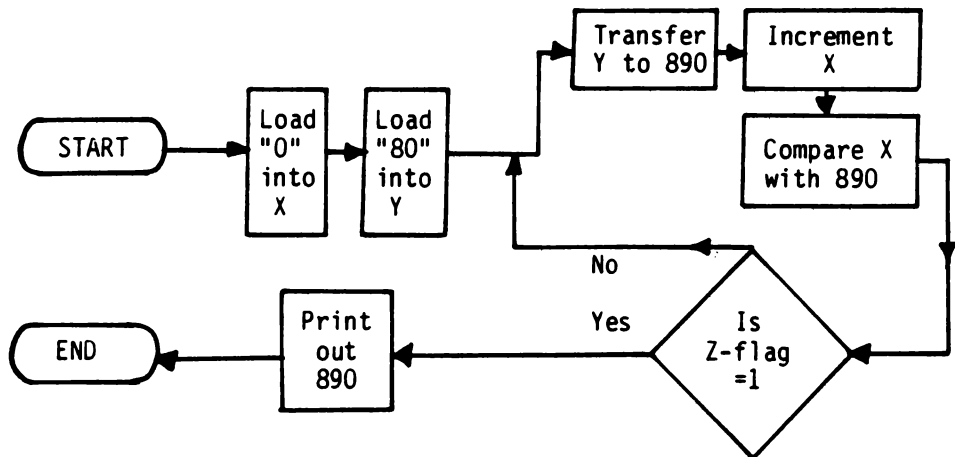 START
Load
"0"
into
X
Load
"80"
into
Y
Transfer
Y to 890
Increment
X
Compare X
with 890
Is
Z-flag
=1
No
Yes
Print
out
890
END